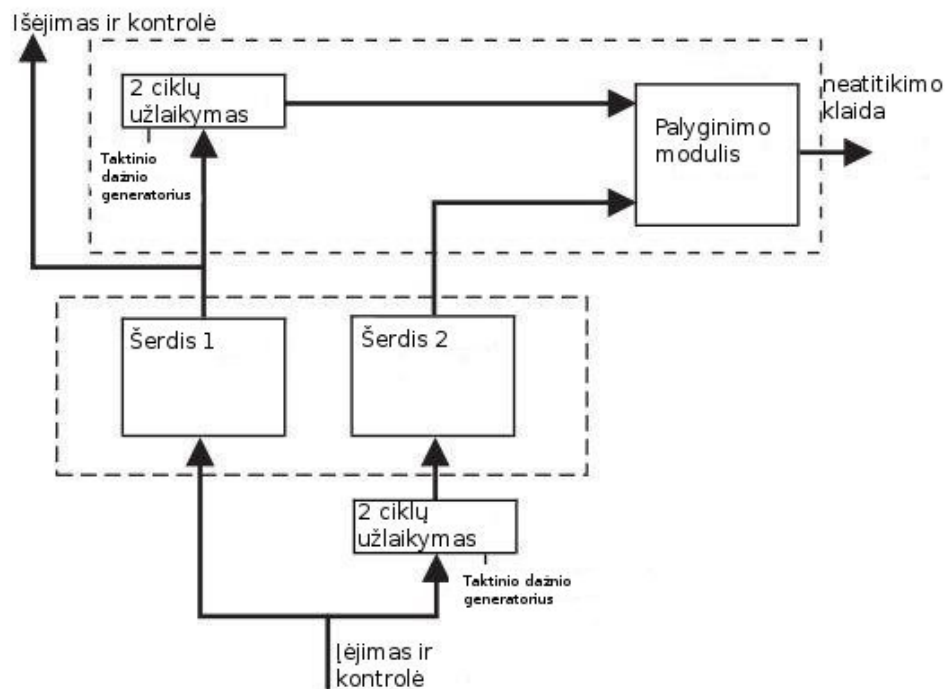 Išėjimas ir kontrolė
2 ciklų
užlaikymas
Taktinio
dažnio
generatorius
Palyginimo
modulis
neatitikimo
klaida
Šerdis 1
Šerdis 2
2 ciklų
užlaikymas
Taktinio dažnio
generatorius
Įėjimas ir
kontrolė